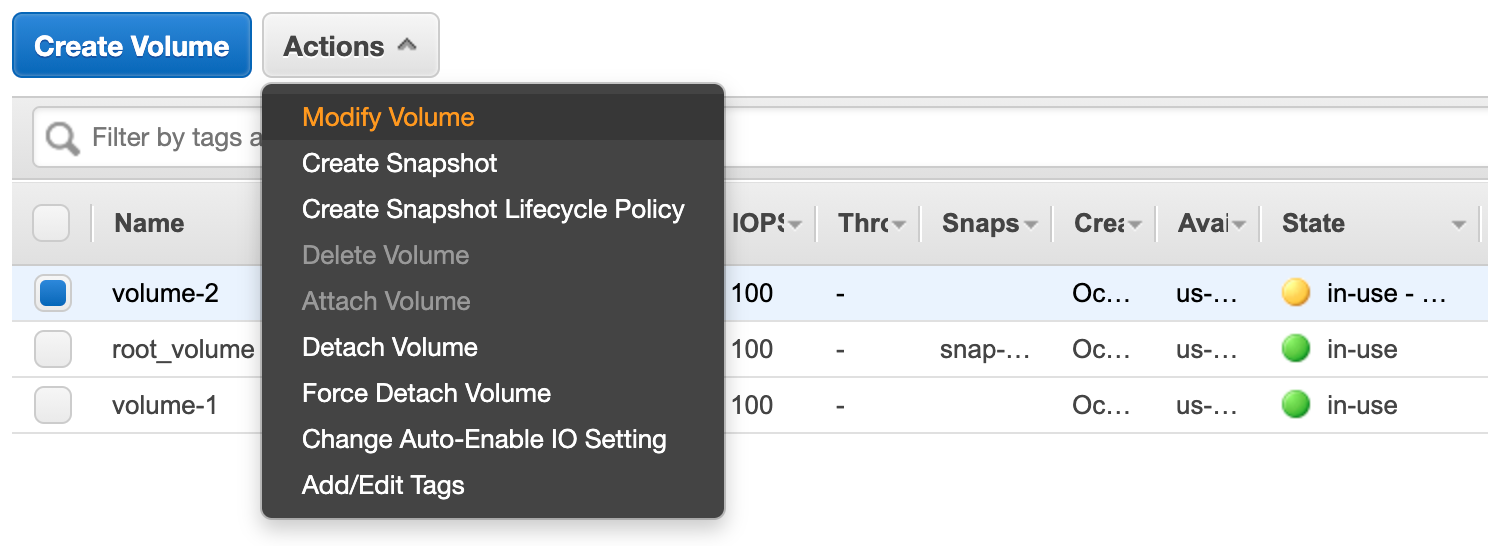 Create Volume Actions
Modify Volume
Filter by tags a
Create Snapshot
Create Snapshot Lifecycle Policy
Name IOPS Thro Snaps Crea Avai State
Delete Volume
volume-2 100 - Oc... us-... in-use - ...
Attach Volume
root_volume 100 - snap-... Oc... us-... in-use
Detach Volume
Force Detach Volume
volume-1 100 - Oc... us-... in-use
Change Auto-Enable IO Setting
Add/Edit Tags